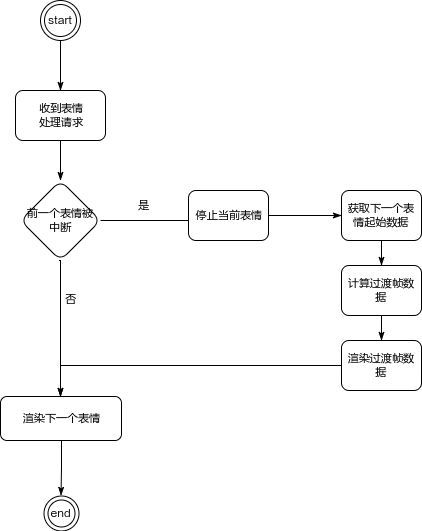 start
收到表情
处理请求
前一个表情被
中断
是
停止当前表情
获取下一个表
情起始数据
计算过渡帧数
据
渲染过渡帧数
据
否
渲染下一个表情
end